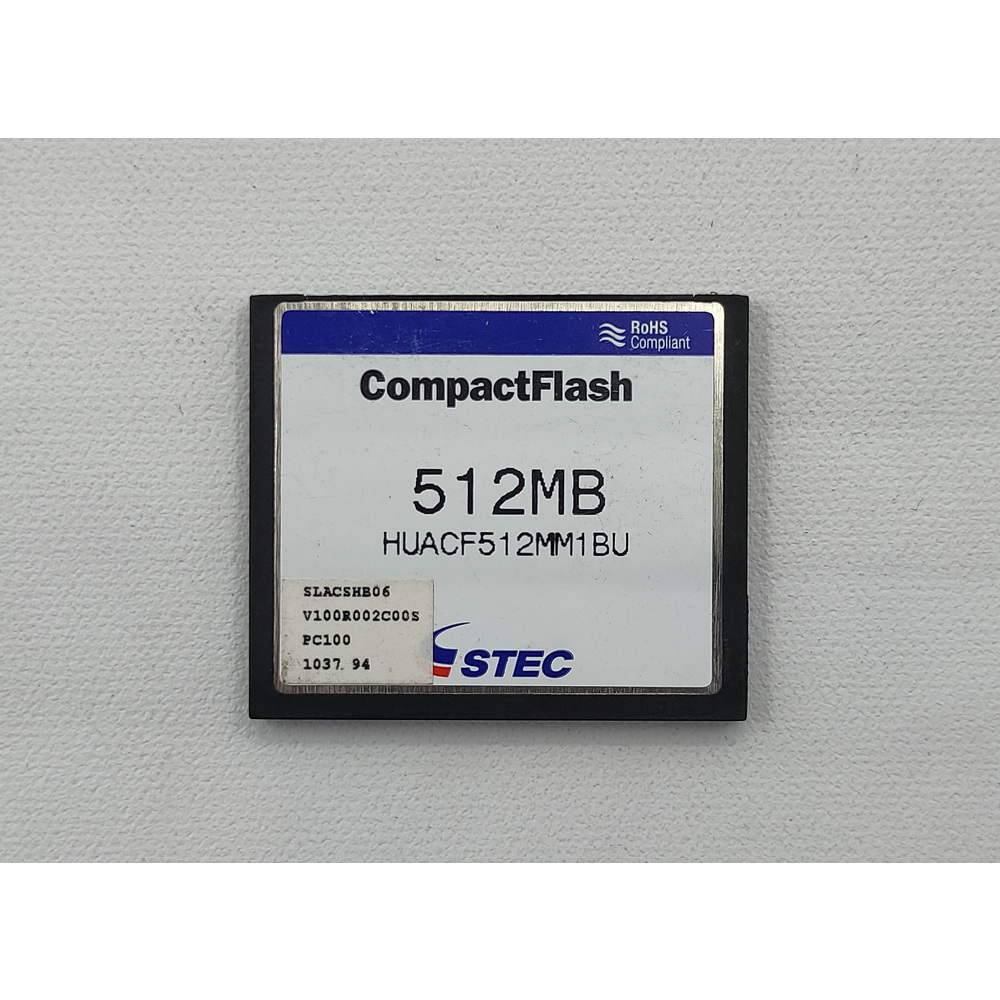 RoHS
Compliant
CompactFlash
512MB
HUACF512MM1BU
SLACSHB06
V100R002C00S
PC100
1037 94
STEC